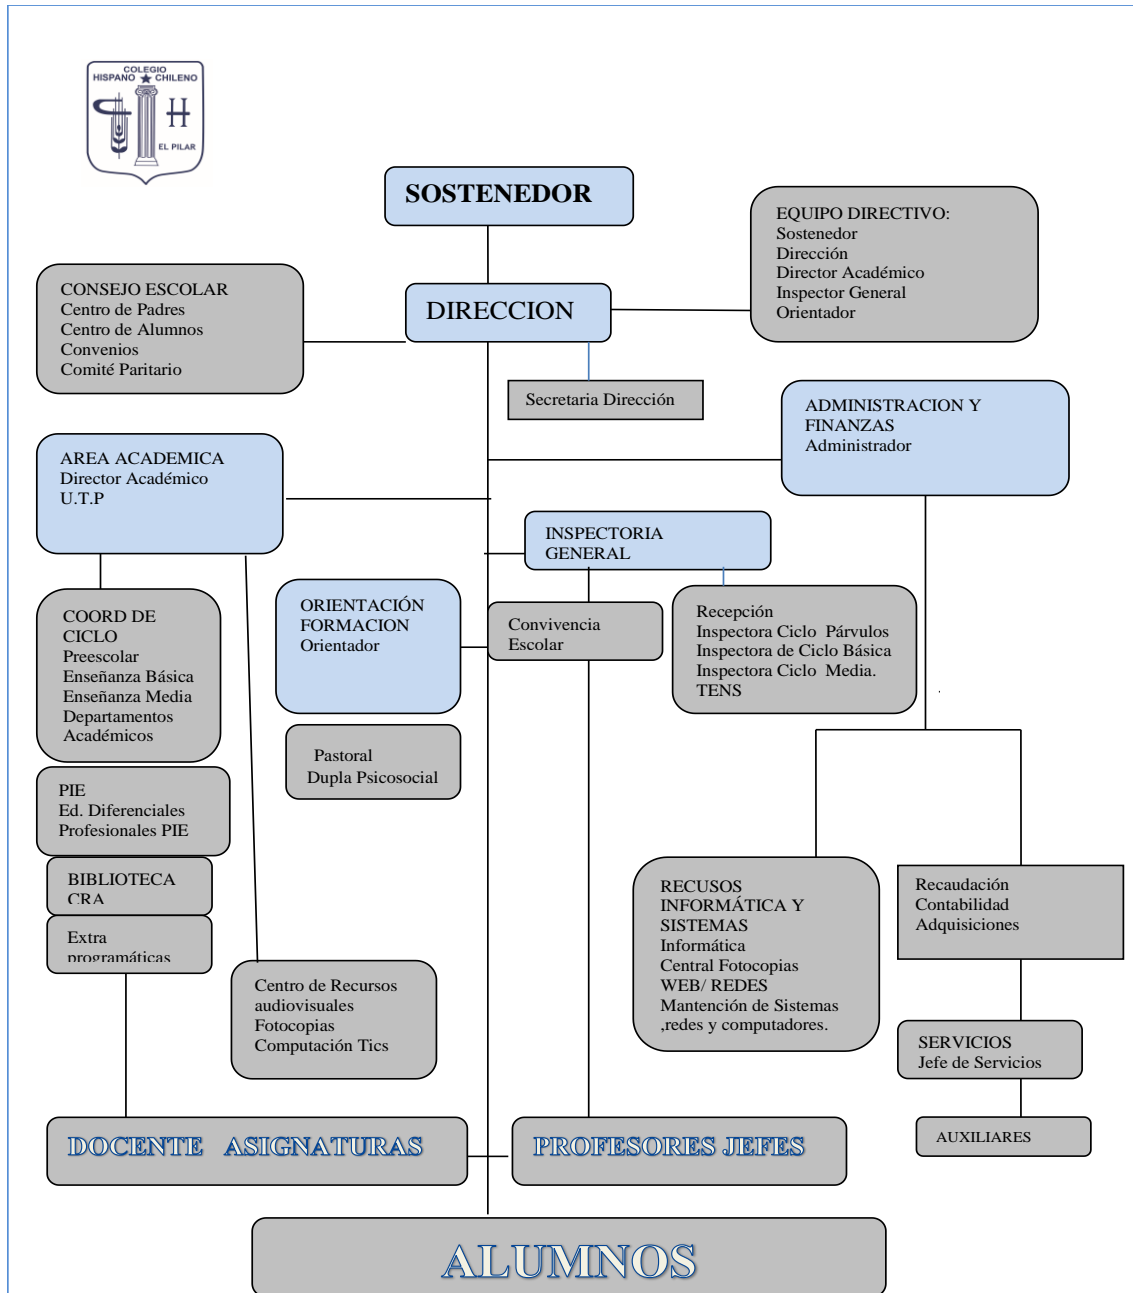 COLEGIO
HISPANO CHILENO
H
EL PILAR
SOSTENEDOR
EQUIPO DIRECTIVO:
Sostenedor
Dirección
Director Académico
Inspector General
Orientador
CONSEJO ESCOLAR
Centro de Padres
Centro de Alumnos
Convenios
Comité Paritario
DIRECCION
Secretaria Dirección
ADMINISTRACION Y
FINANZAS
Administrador
AREA ACADEMICA
Director Académico
U.T.P
INSPECTORIA
GENERAL
ORIENTACIÓN
FORMACION
Orientador
Convivencia
Escolar
Recepción
Inspectora Ciclo Párvulos
Inspectora de Ciclo Básica
Inspectora Ciclo Media.
TENS
COORD DE
CICLO
Preescolar
Enseñanza Básica
Enseñanza Media
Departamentos
Académicos
Pastoral
Dupla Psicosocial
PIE
Ed. Diferenciales
Profesionales PIE
BIBLIOTECA
CRA
Extra
programáticas
Centro de Recursos
audiovisuales
Fotocopias
Computación Tics
RECUSOS
INFORMÁTICA Y
SISTEMAS
Informática
Central Fotocopias
WEB/ REDES
Mantención de Sistemas
,redes y computadores.
Recaudación
Contabilidad
Adquisiciones
SERVICIOS
Jefe de Servicios
AUXILIARES
DOCENTE ASIGNATURAS
PROFESORES JEFES
ALUMNOS